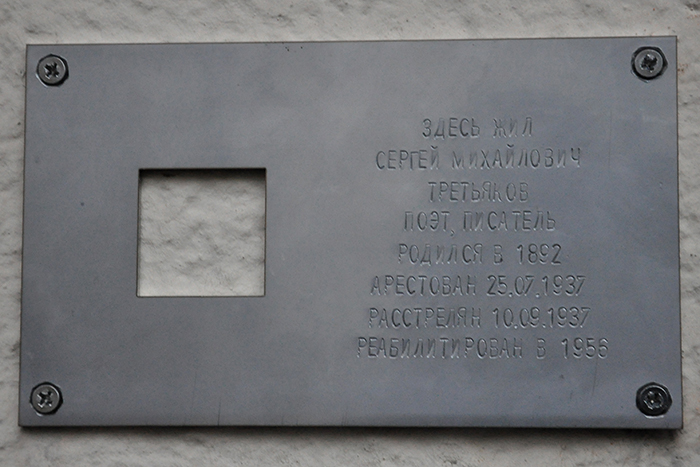 ЗДЕСЬ ЖИЛ
СЕРГЕЙ МИХАЙЛОВИЧ
ТРЕТЬЯКОВ
ПОЭТ, ПИСАТЕЛЬ
РОДИЛСЯ В 1892
АРЕСТОВАН 25.07.1937
РАССТРЕЛЯН 10.09.1937
РЕАБИЛИТИРОВАН В 1956